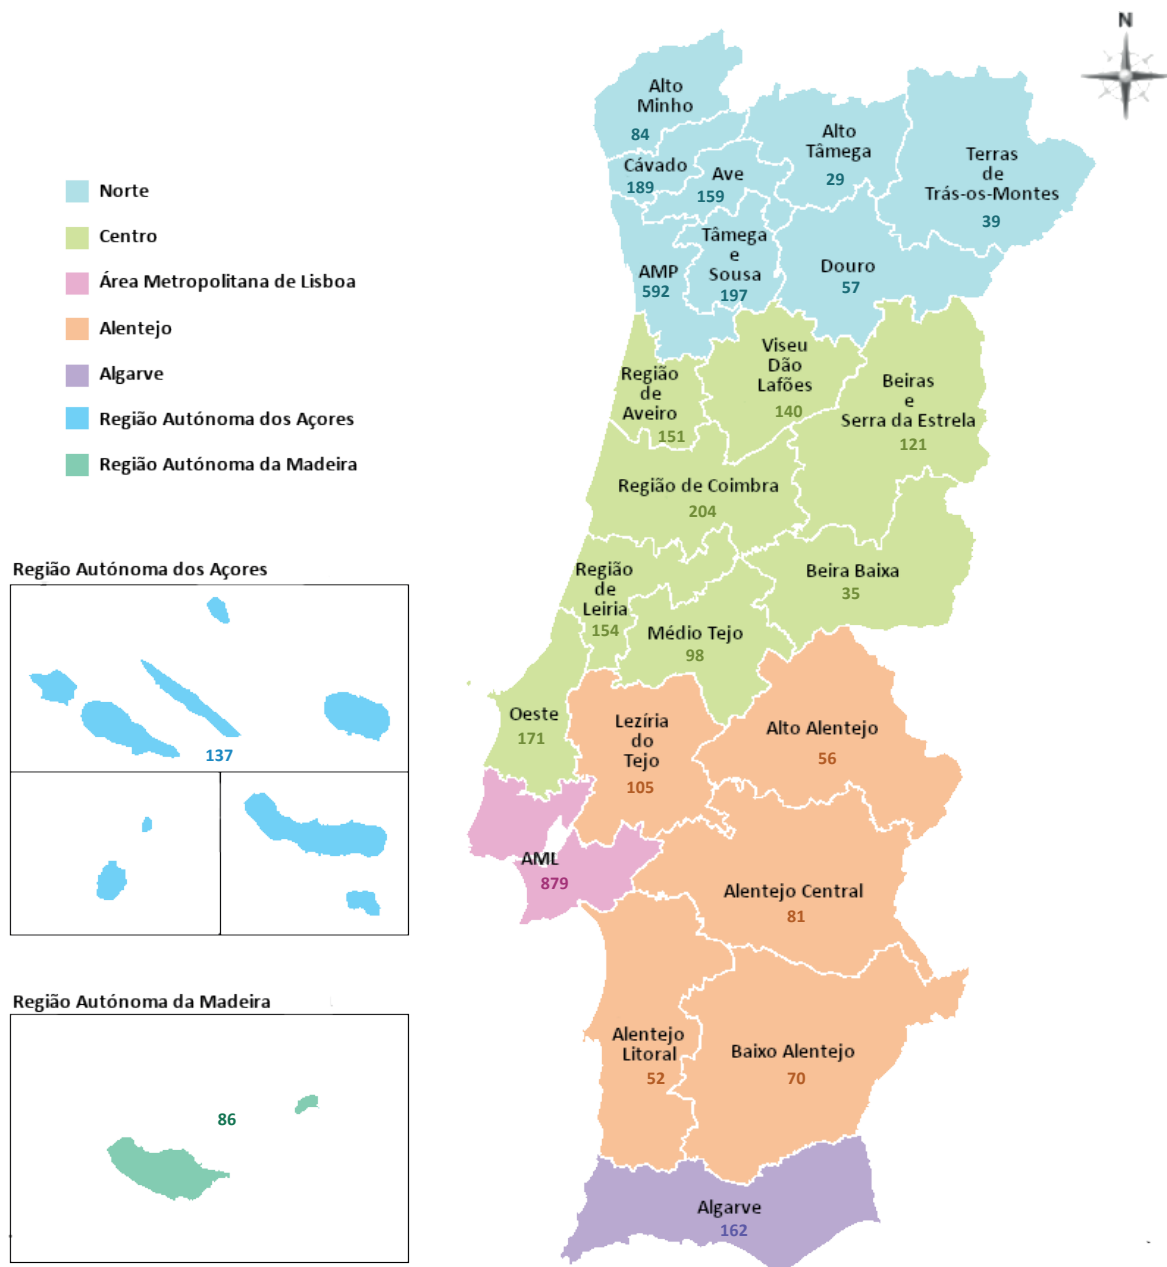 N
Norte
Centro
Área Metropolitana de Lisboa
Alentejo
Algarve
Região Autónoma dos Açores
Região Autónoma da Madeira
Alto
Minho
84
Cávado
189
Ave
159
Alto
Tâmega
29
Terras
de
Trás-os-Montes
39
AMP
592
Tâmega
e
Sousa
197
Douro
57
Região
de
Aveiro
151
Viseu
Dão
Lafões
140
Beiras
e
Serra da Estrela
121
Região de Coimbra
204
Região
de
Leiria
154
Médio Tejo
98
Beira Baixa
35
Oeste
171
Lezíria
do
Tejo
105
Alto Alentejo
56
AML
879
Alentejo Central
81
Alentejo
Litoral
52
Baixo Alentejo
70
Algarve
162
Região Autónoma dos Açores
137
Região Autónoma da Madeira
86